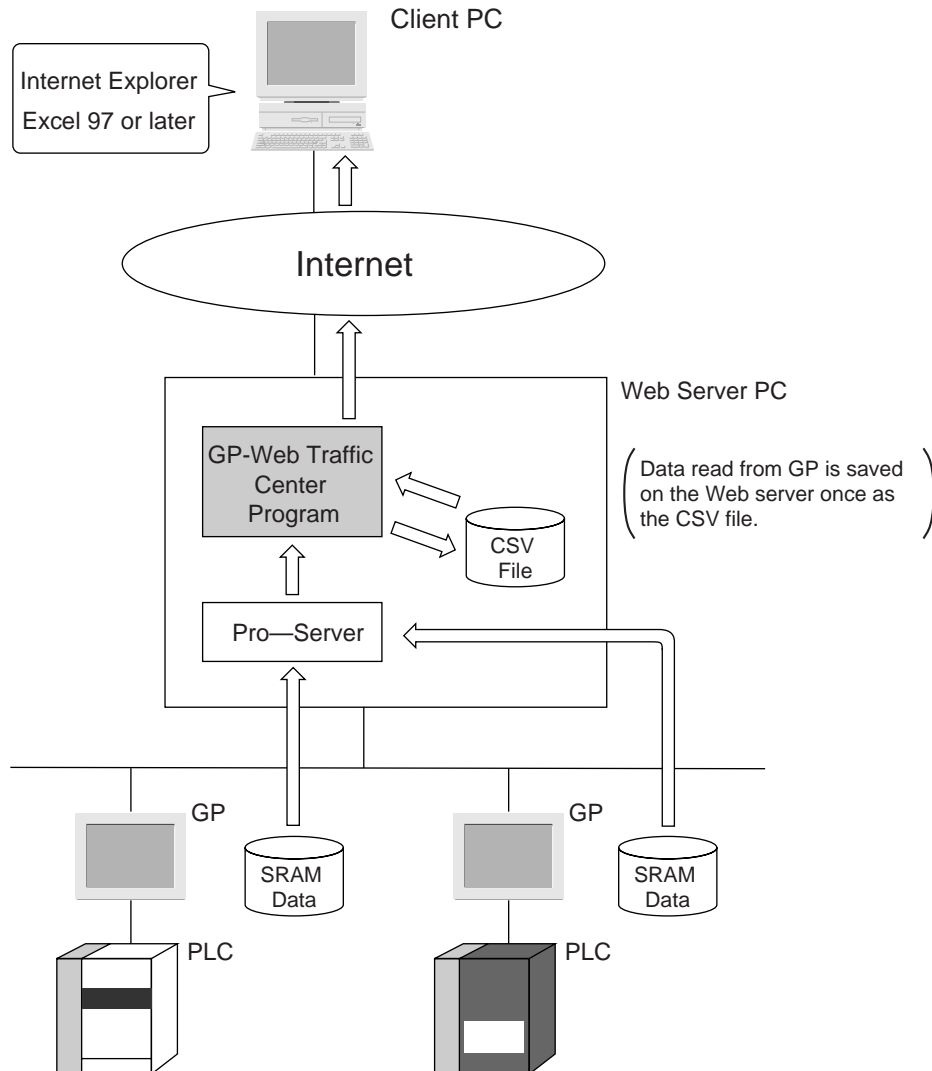 Client PC
Internet Explorer
Excel 97 or later
Internet
Web Server PC
GP-Web Traffic
Center
Program
Data read from GP is saved
on the Web server once as
the CSV file.
CSV
File
Pro—Server
GP
SRAM
Data
GP
SRAM
Data
PLC
PLC